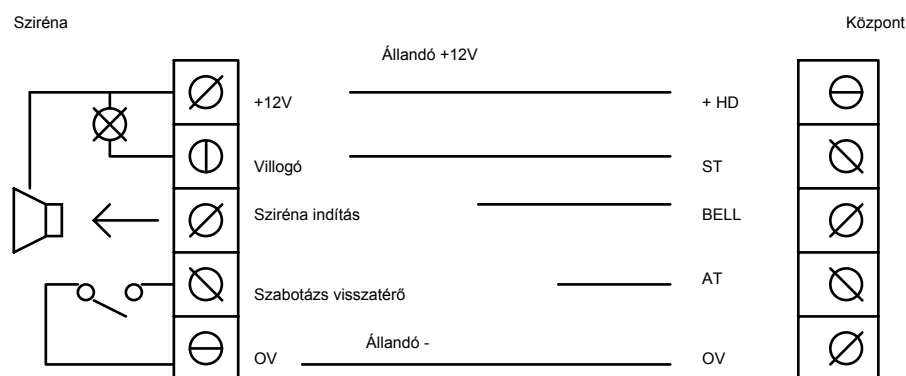 Sziréna
Központ
Állandó +12V
+12V
+ HD
Villogó
ST
Sziréna indítás
BELL
Szabotázs visszatérő
AT
Állandó -
OV
OV